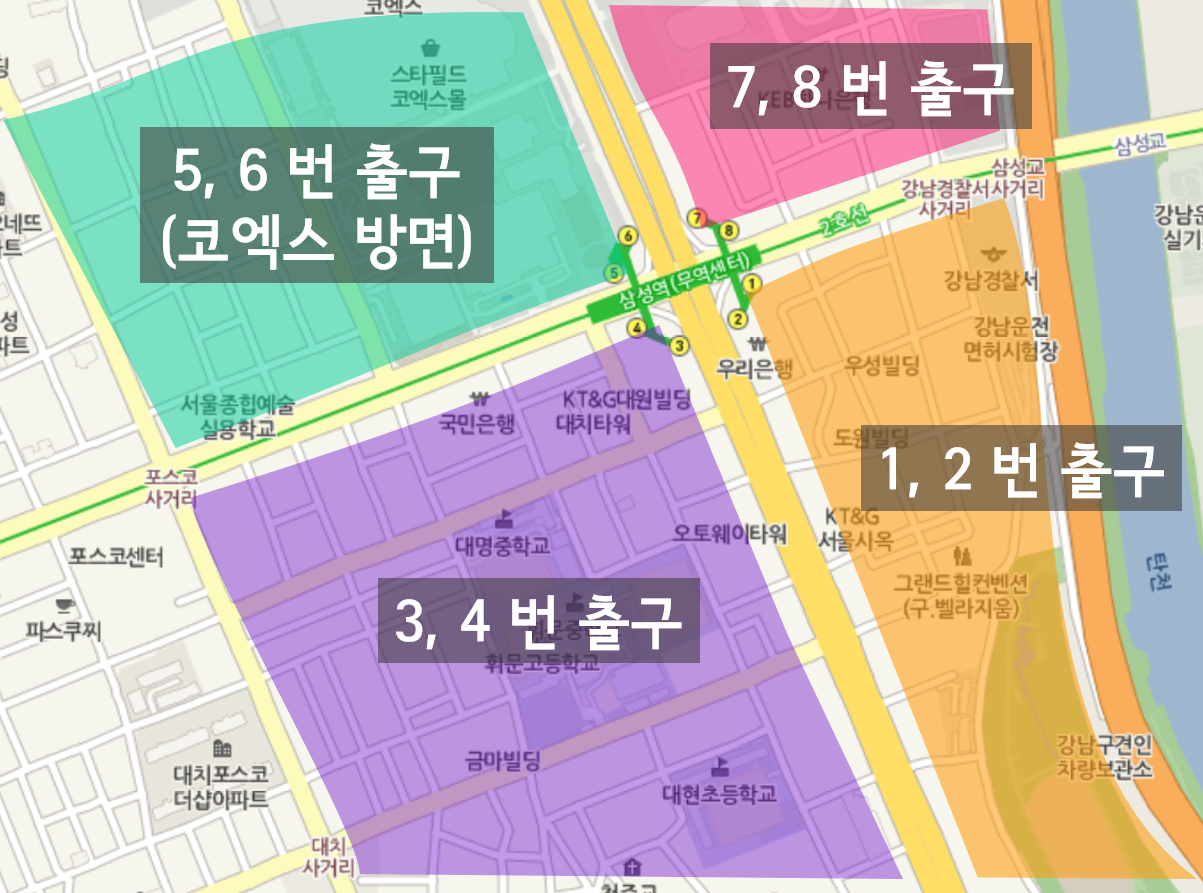 코엑스
스타필드
코엑스몰
7, 8 번 출구
5, 6 번 출구
(코엑스 방면)
삼성교
삼성교
강남경찰서사거리
사거리
2호선
7
8
6
5
삼성역(무역센터)
1
2
4
3
강남경찰서
강남운전
면허시험장
우리은행
우성빌딩
서울종합예술
실용학교
국민은행
KT&G대원빌딩
대치타워
도원빌딩
1, 2 번 출구
포스코
사거리
포스코센터
대명중학교
오토웨이타워
KT&G
서울사옥
그랜드힐컨벤션
(구.벨라지움)
탄천
파스쿠찌
3, 4 번 출구
휘문고등학교
금마빌딩
대치포스코
더샵아파트
대현초등학교
강남구견인
차량보관소
대치
사거리